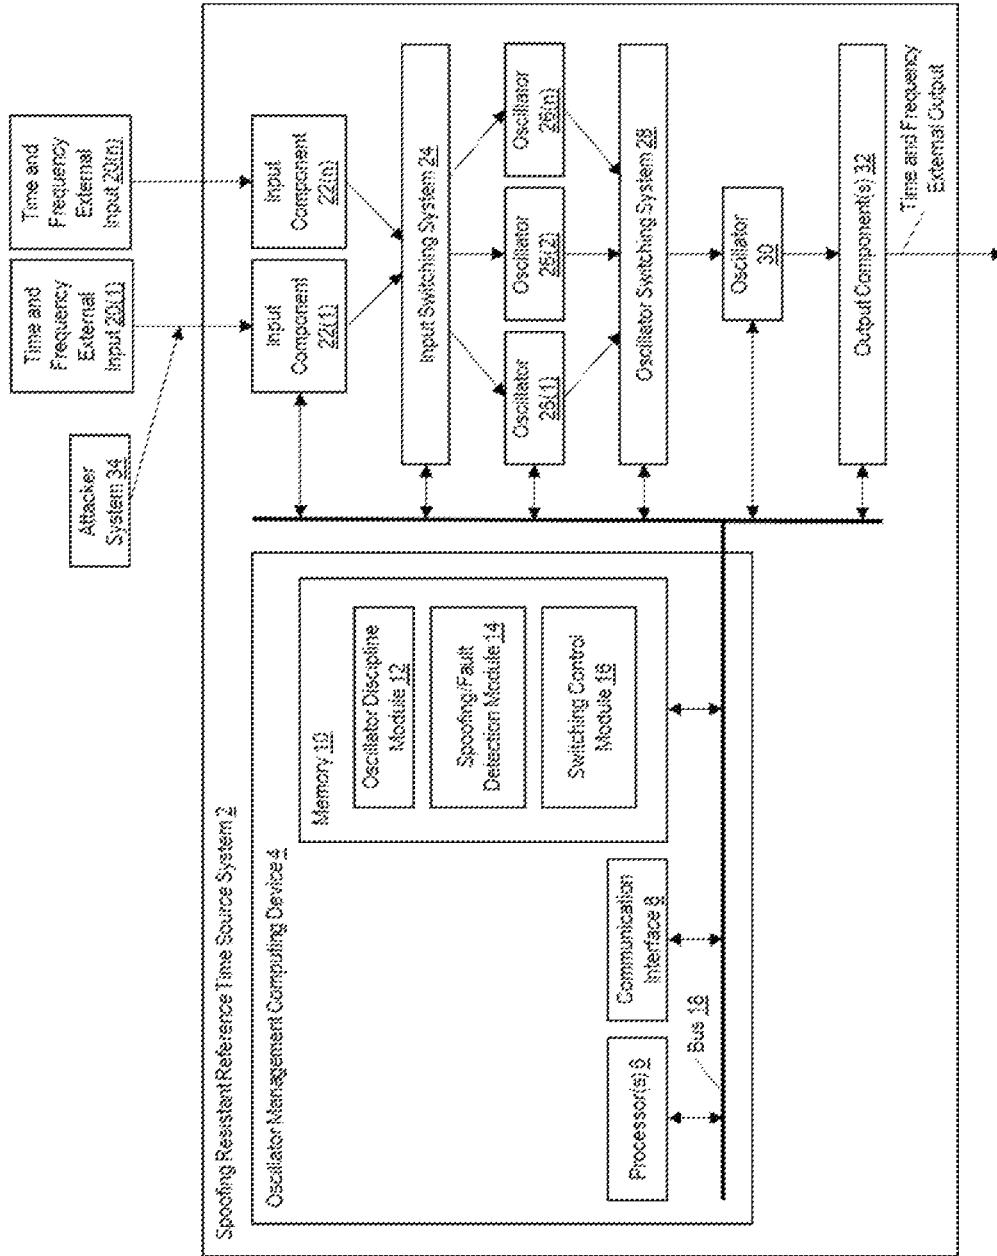 Spoofing Resistant Reference Time Source System 2
Oscillator Management Computing Device 4
Processor(s) 6
Communication
Interface 8
Bus 18
Memory 10
Oscillator Discipline
Module 12
Spoofing/Fault
Detection Module 14
Switching Control
Module 16
Attacker
System 34
Time and
Frequency
External
Input 20(1)
Time and
Frequency
External
Input 20(n)
Input
Component
22(1)
Input
Component
22(n)
Input Switching System 24
Oscillator
26(1)
Oscillator
26(2)
Oscillator
26(n)
Oscillator Switching System 28
Oscillator
30
Output Component(s) 32
Time and Frequency
External Output